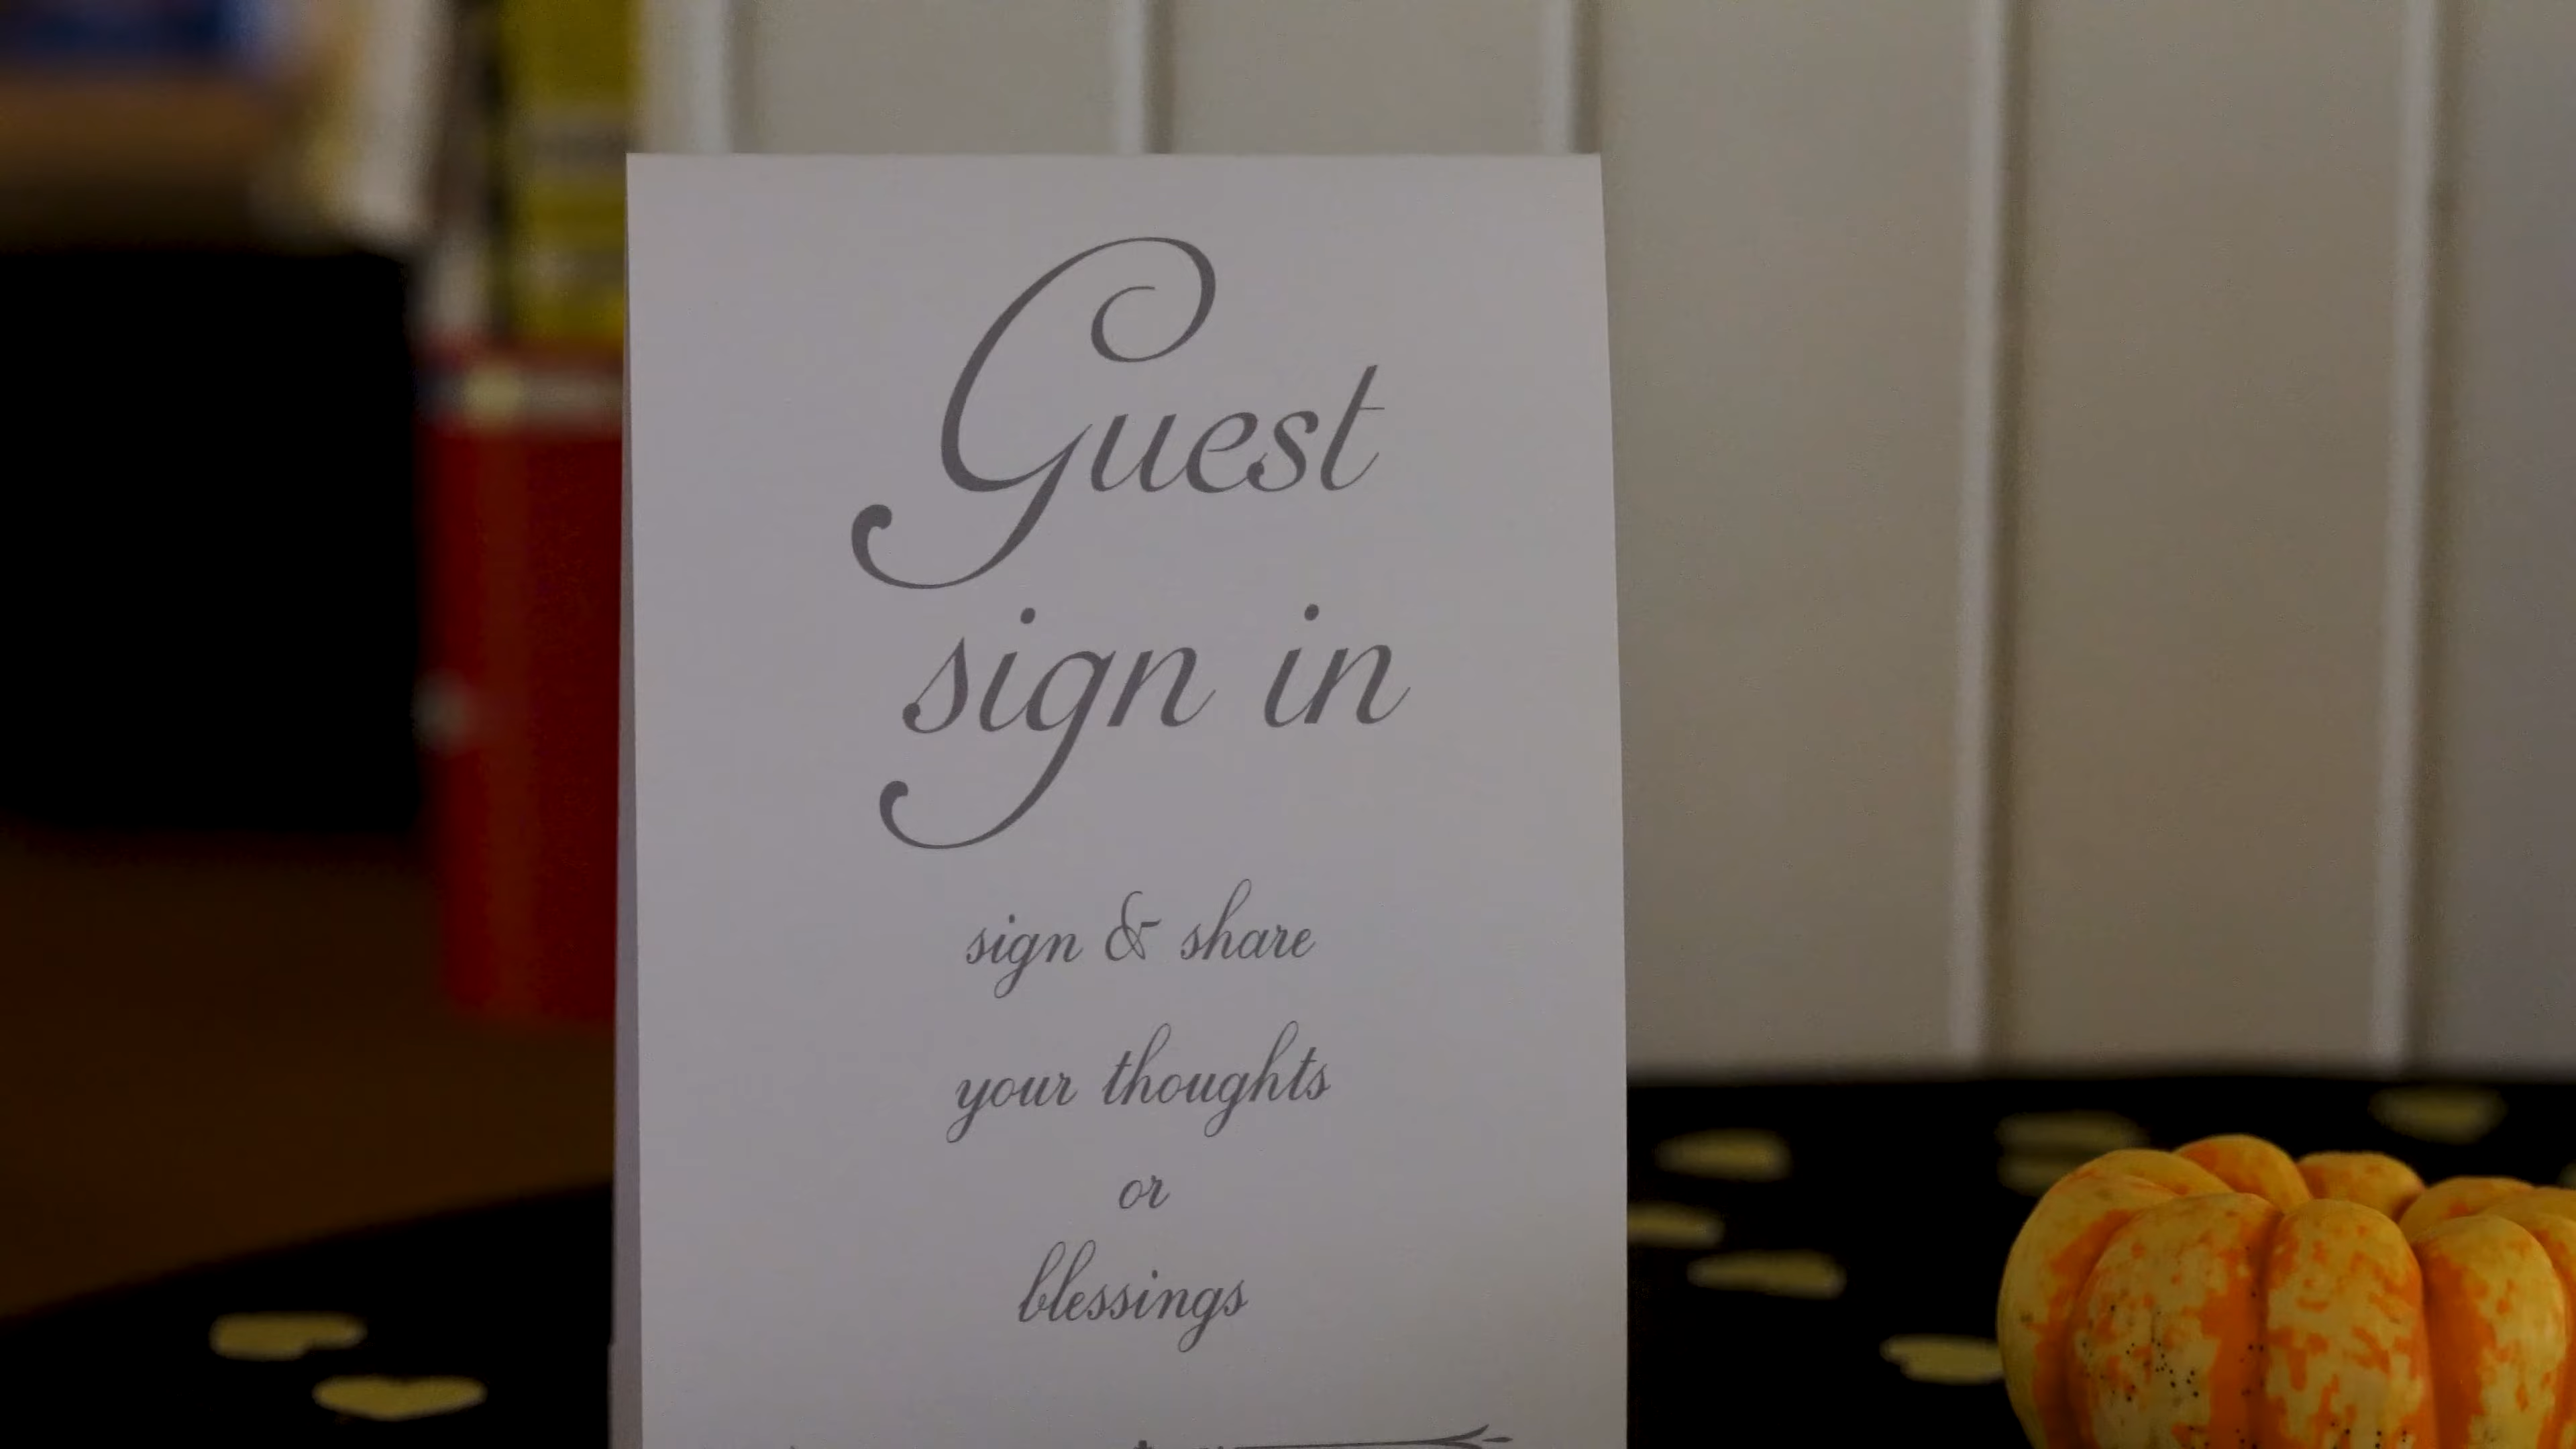 Guest
sign in
sign & share
your thoughts
or
blessings